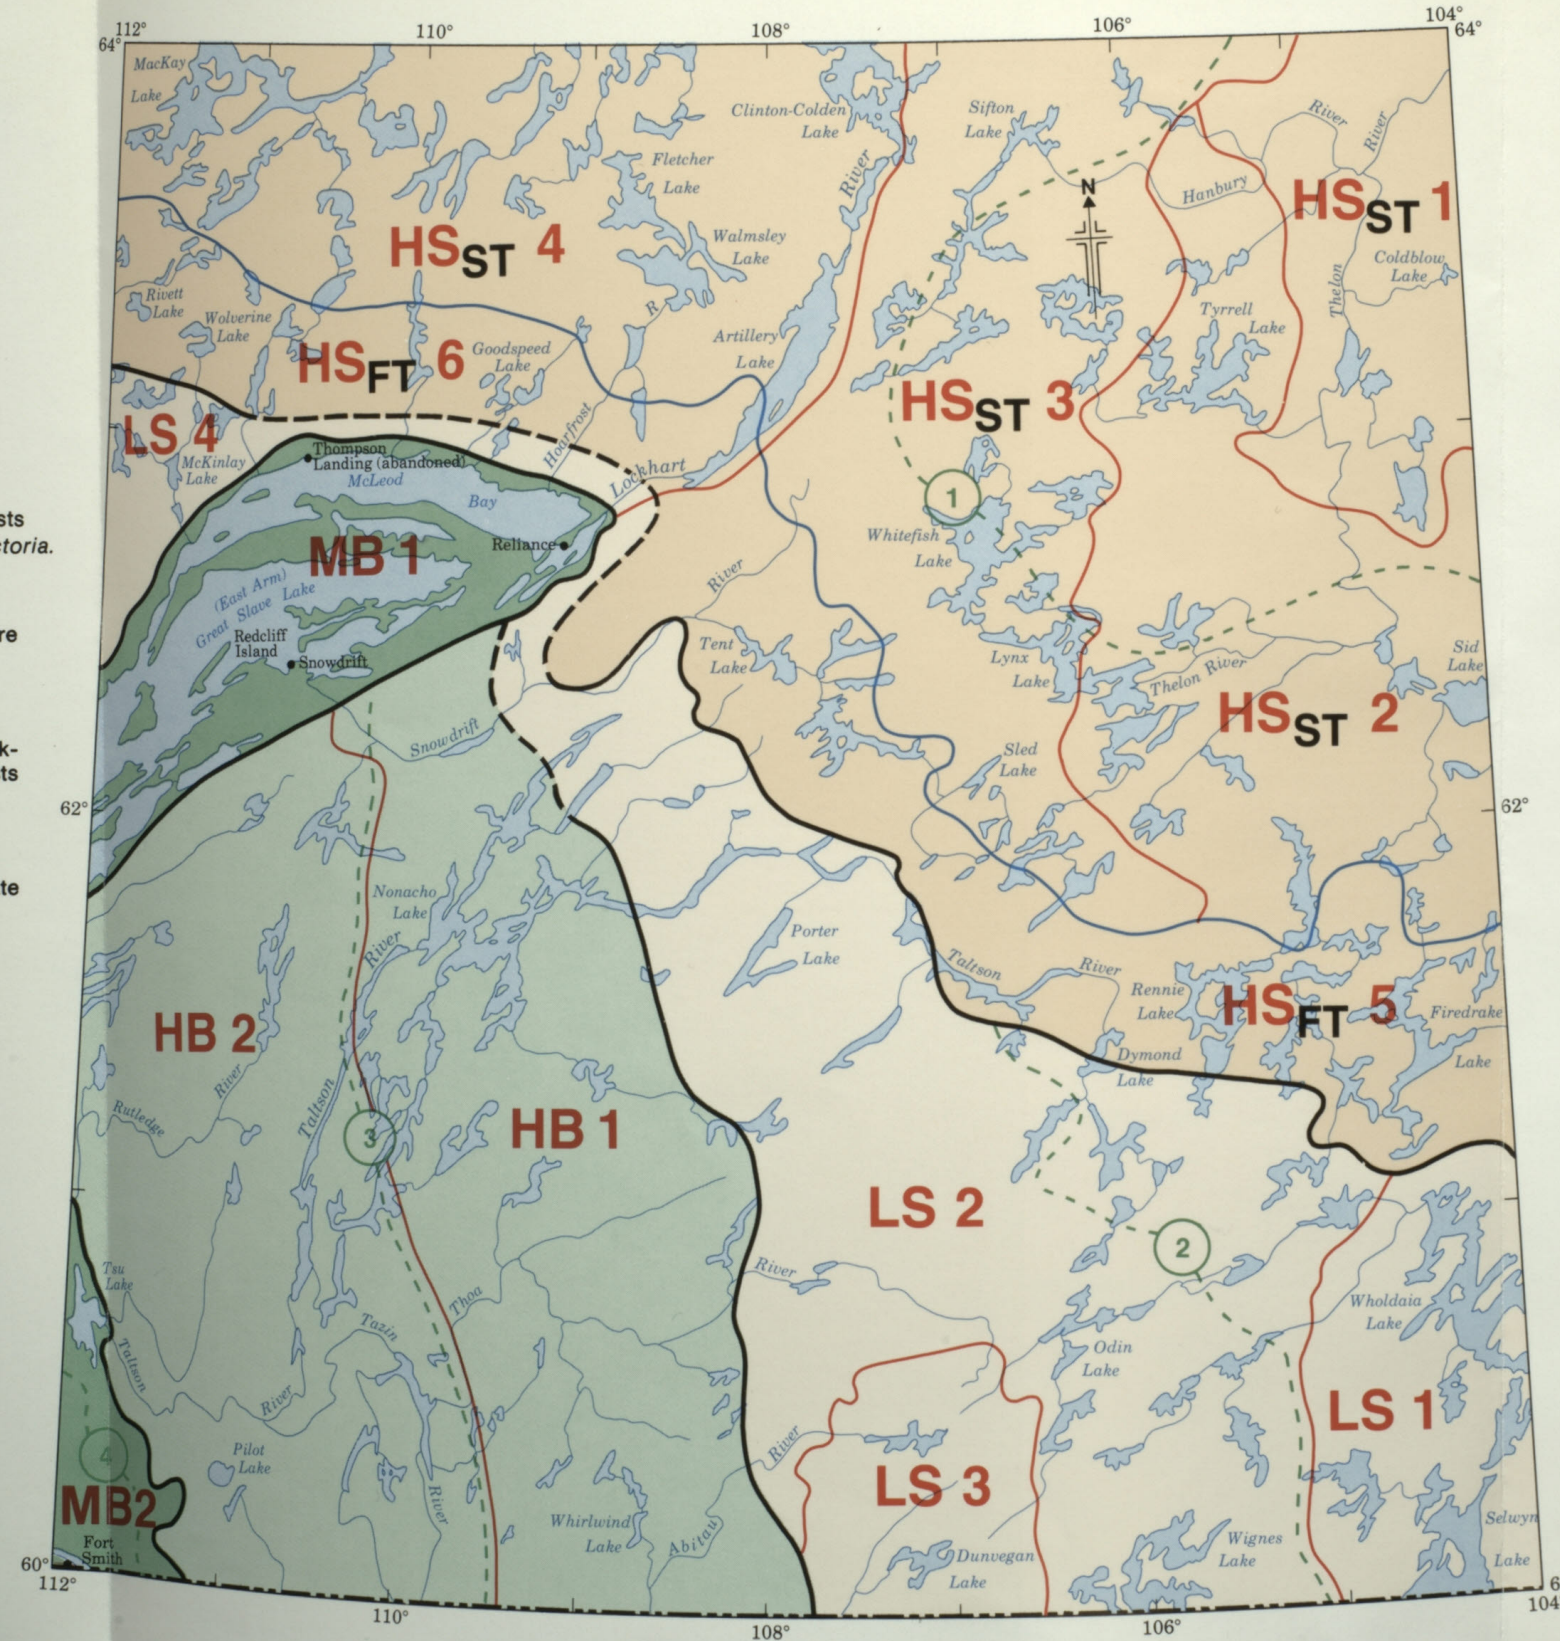 112°
110°
108°
106°
104°
64°
64°
MacKay
Lake
Clinton-Colden
Lake
Sifton
Lake
River
River
Fletcher
Lake
River
Hanbury
N
HSST 1
HSST 4
Walmsley
Lake
Coldblow
Lake
Thelon
Rivett
Lake
Wolverine
Lake
R
Artillery
Lake
Tyrrell
Lake
HSFT 6
Goodspeed
Lake
HSST 3
LS 4
Hoarfrost
Thompson
Landing (abandoned)
McKinlay
Lake
McLeod
Bay
Lockhart
1
sts
ctoria.
MB 1
Reliance
Whitefish
Lake
(East Arm)
Great Slave Lake
River
re
Redcliff
Island
Snowdrift
Tent
Lake
Lynx
Lake
Thelon River
Sid
Lake
HSST 2
Snowdrift
k-
ts
Sled
Lake
62°
62°
te
Nonacho
Lake
River
Porter
Lake
Taltson
River
Rennie
Lake
HSFT 5
Firedrake
Lake
HB 2
River
Rutledge
Taltson
3
HB 1
Dymond
Lake
LS 2
2
Tsu
Lake
River
Thoa
Tazin
Wholdaia
Lake
Taltson
River
Odin
Lake
LS 1
4
Pilot
Lake
River
River
LS 3
MB2
Whirlwind
Lake
Abitau
Selwyn
Lake
Wignes
Lake
Fort
Smith
Dunvegan
Lake
60°
6
112°
110°
108°
106°
104